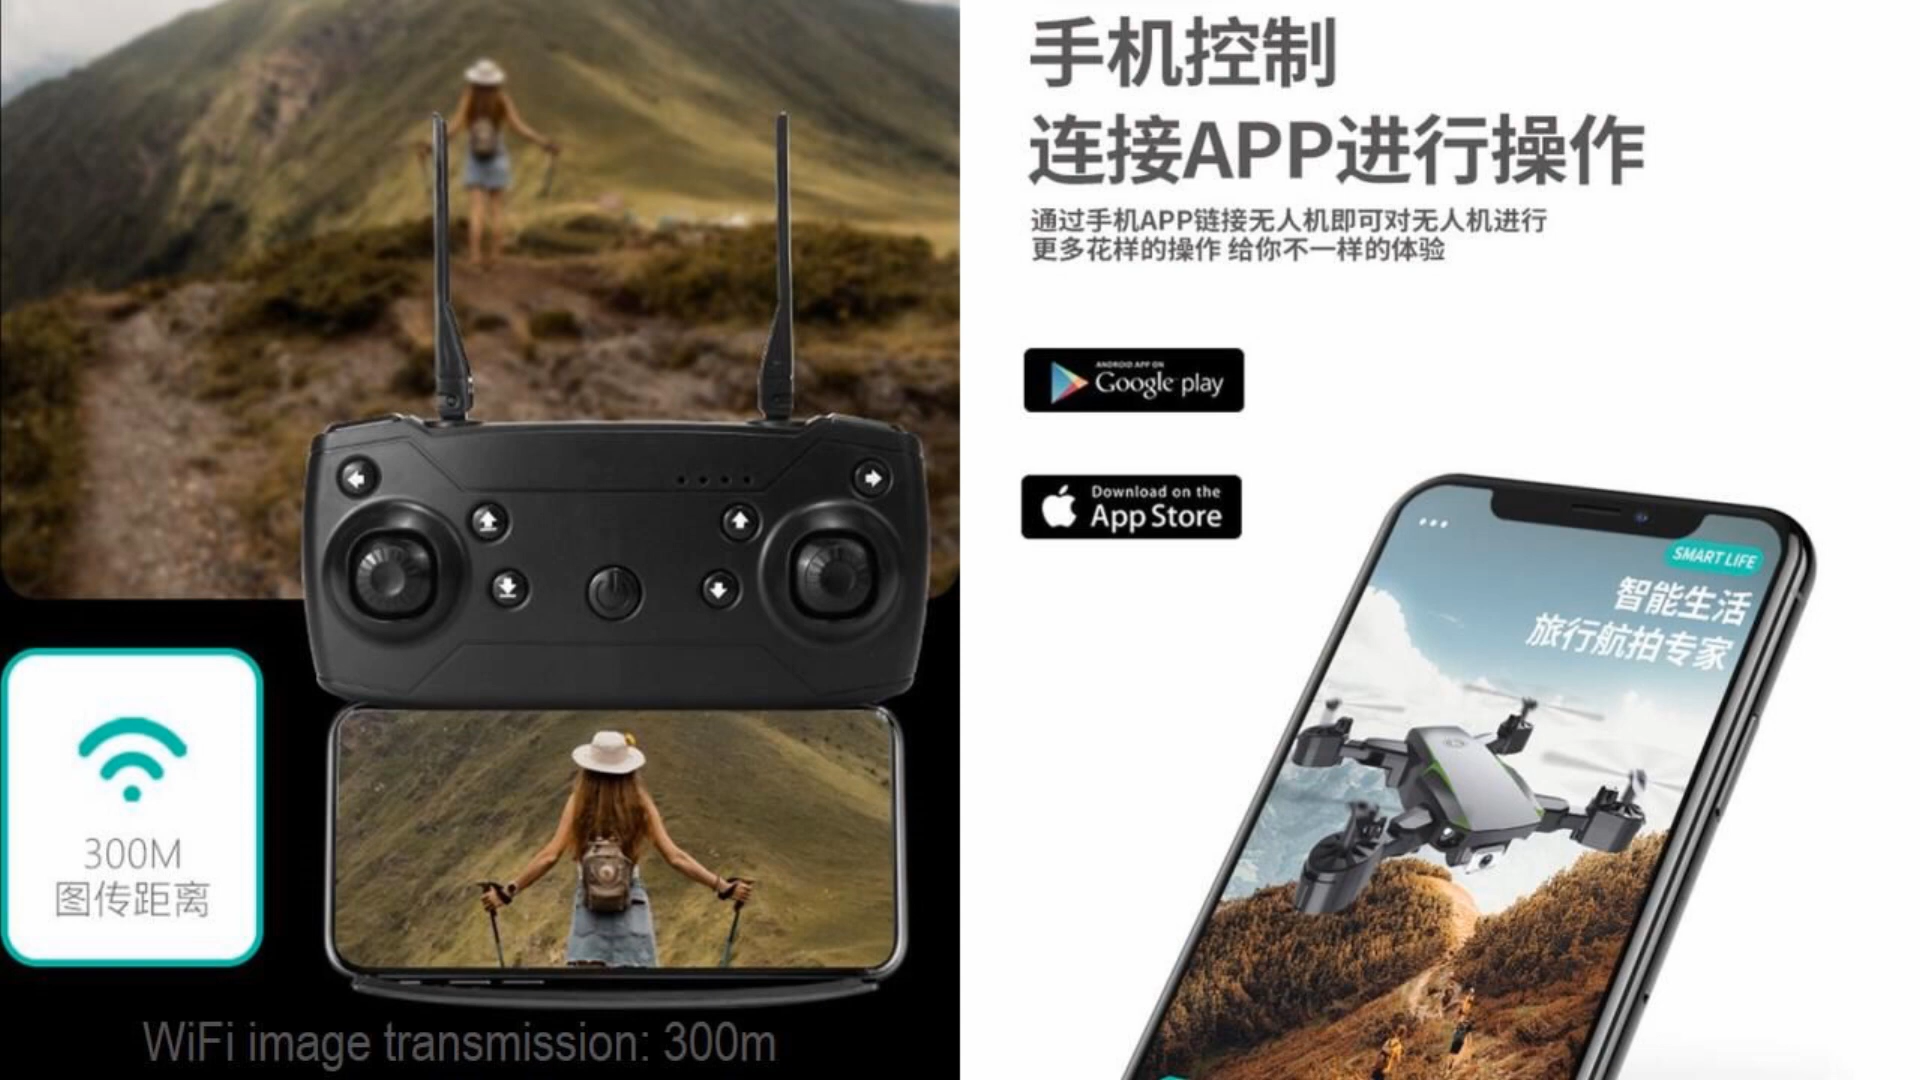 300M
图传距离
WiFi image transmission: 300m
手机控制
连接APP进行操作
通过手机APP链接无人机即可对无人机进行
更多花样的操作 给你不一样的体验
ANDROID APP ON
Google play
Download on the
App Store
SMART LIFE
智能生活
旅行航拍专家